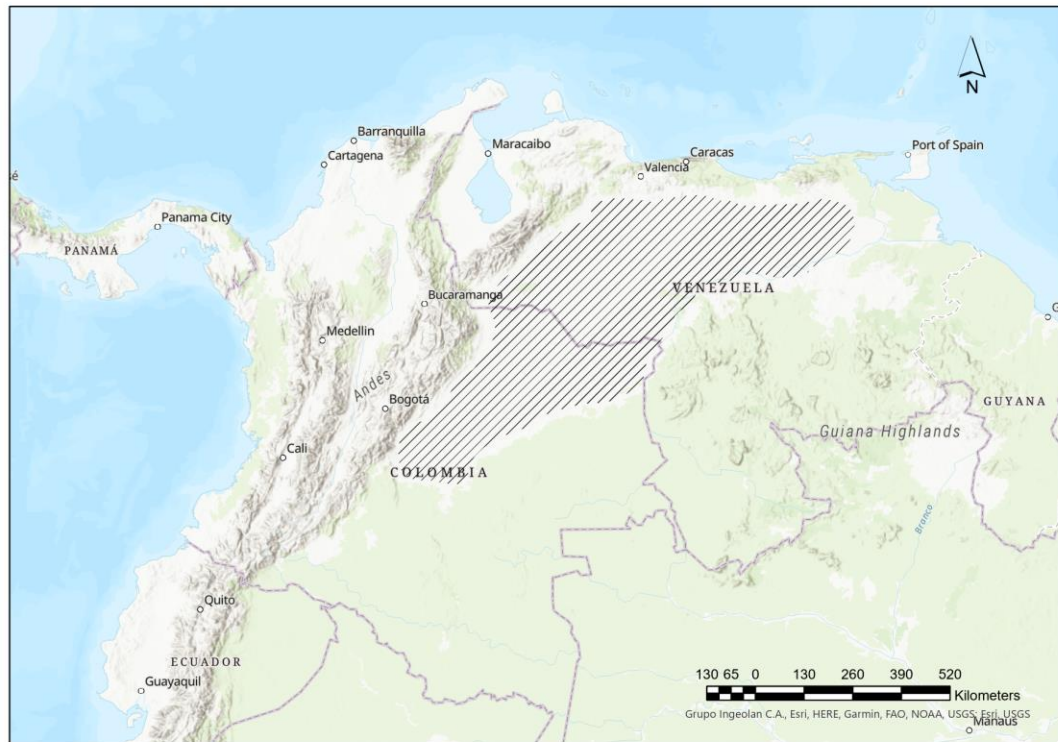 N
Barranquilla
Cartagena
Maracaibo
Caracas
Valencia
Port of Spain
sé
Panama City
PANAMÁ
Bucaramanga
VENEZUELA
G
Medellin
Andes
Bogotá
GUYANA
Guiana Highlands
Cali
COLOMBIA
Branco
Quito
ECUADOR
Guayaquil
130 65 0 130 260 390 520
Kilometers
Grupo Ingeolan C.A., Esri, HERE, Garmin, FAO, NOAA, USGS; Esri, USGS
Manaus